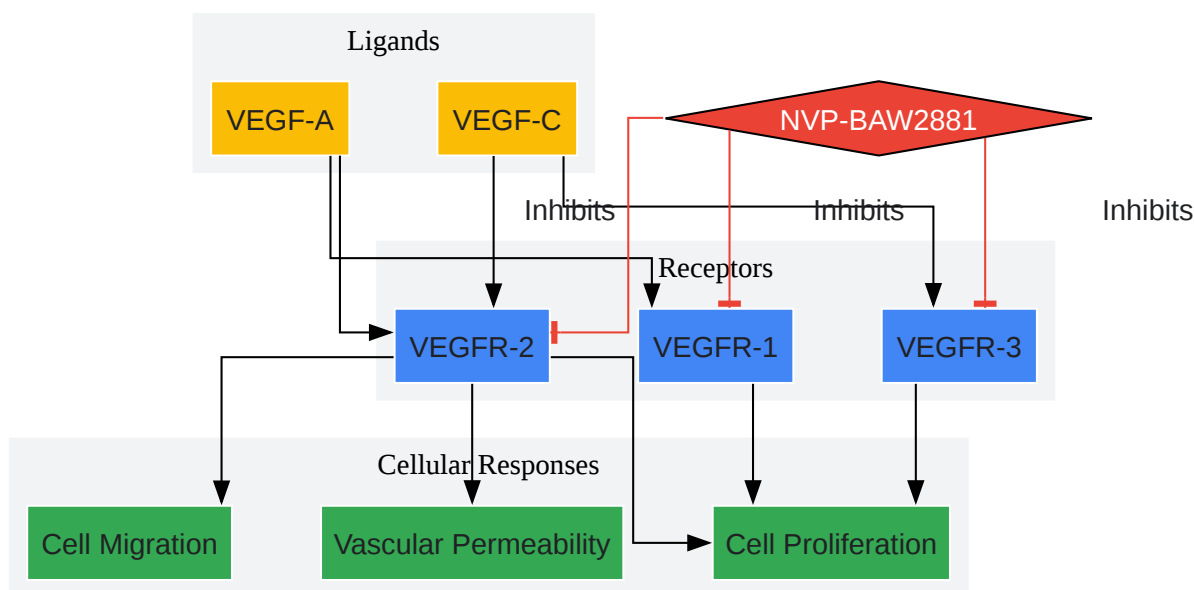 Ligands
VEGF-A
VEGF-C
NVP-BAW2881
Inhibits
Inhibits
Inhibits
Receptors
VEGFR-2
VEGFR-1
VEGFR-3
Cellular Responses
Cell Migration
Vascular Permeability
Cell Proliferation